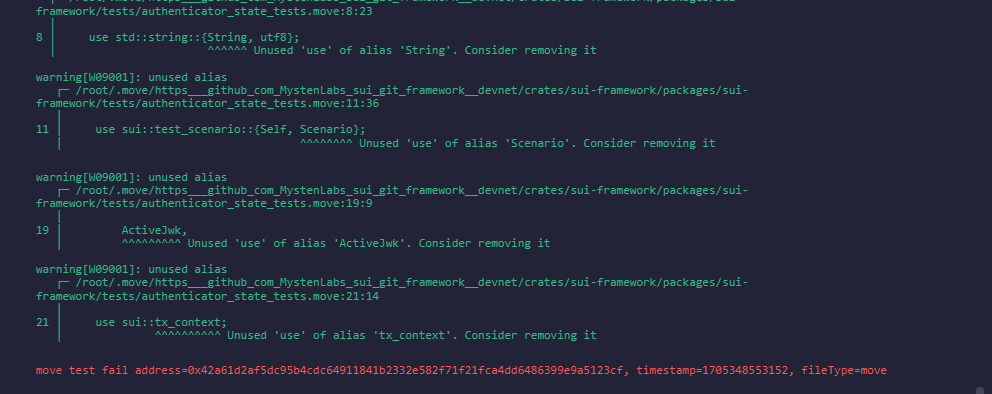 framework/tests/authenticator_state_tests.move:8:23
8 │ use std::string::{String, utf8};
│ ^^^^^^ Unused 'use' of alias 'String'. Consider removing it
warning[W09001]: unused alias
┌─ /root/.move/https___github_com_MystenLabs_sui_git_framework__devnet/crates/sui-framework/packages/sui-
framework/tests/authenticator_state_tests.move:11:36
│
11 │ use sui::test_scenario::{Self, Scenario};
│ ^^^^^^^^ Unused 'use' of alias 'Scenario'. Consider removing it
warning[W09001]: unused alias
┌─ /root/.move/https___github_com_MystenLabs_sui_git_framework__devnet/crates/sui-framework/packages/sui-
framework/tests/authenticator_state_tests.move:19:9
│
19 │ ActiveJwk,
│ ^^^^^^^^^ Unused 'use' of alias 'ActiveJwk'. Consider removing it
warning[W09001]: unused alias
┌─ /root/.move/https___github_com_MystenLabs_sui_git_framework__devnet/crates/sui-framework/packages/sui-
framework/tests/authenticator_state_tests.move:21:14
│
21 │ use sui::tx_context;
│ ^^^^^^^^^^ Unused 'use' of alias 'tx_context'. Consider removing it
move test fail address=0x42a61d2af5dc95b4cdc64911841b2332e582f71f21fca4dd6486399e9a5123cf, timestamp=1705348553152, fileType=move